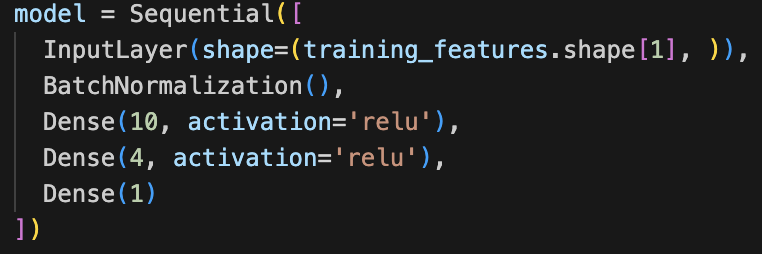 model = Sequential([
InputLayer(shape=(training_features.shape[1], )),
BatchNormalization(),
Dense(10, activation='relu'),
Dense(4, activation='relu'),
Dense(1)
])